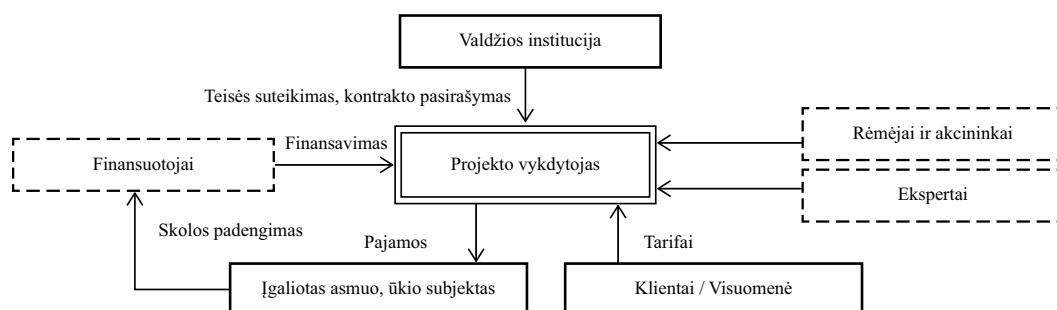 Valdžios institucija
Teisės suteikimas, kontrakto pasirašymas
Rėmėjai ir akcininkai
Finansavimas
Finansuotojai
Projekto vykdytojas
Ekspertai
Skolos padengimas
Pajamos
Tarifai
Įgaliotas asmuo, ūkio subjektas
Klientai / Visuomenė